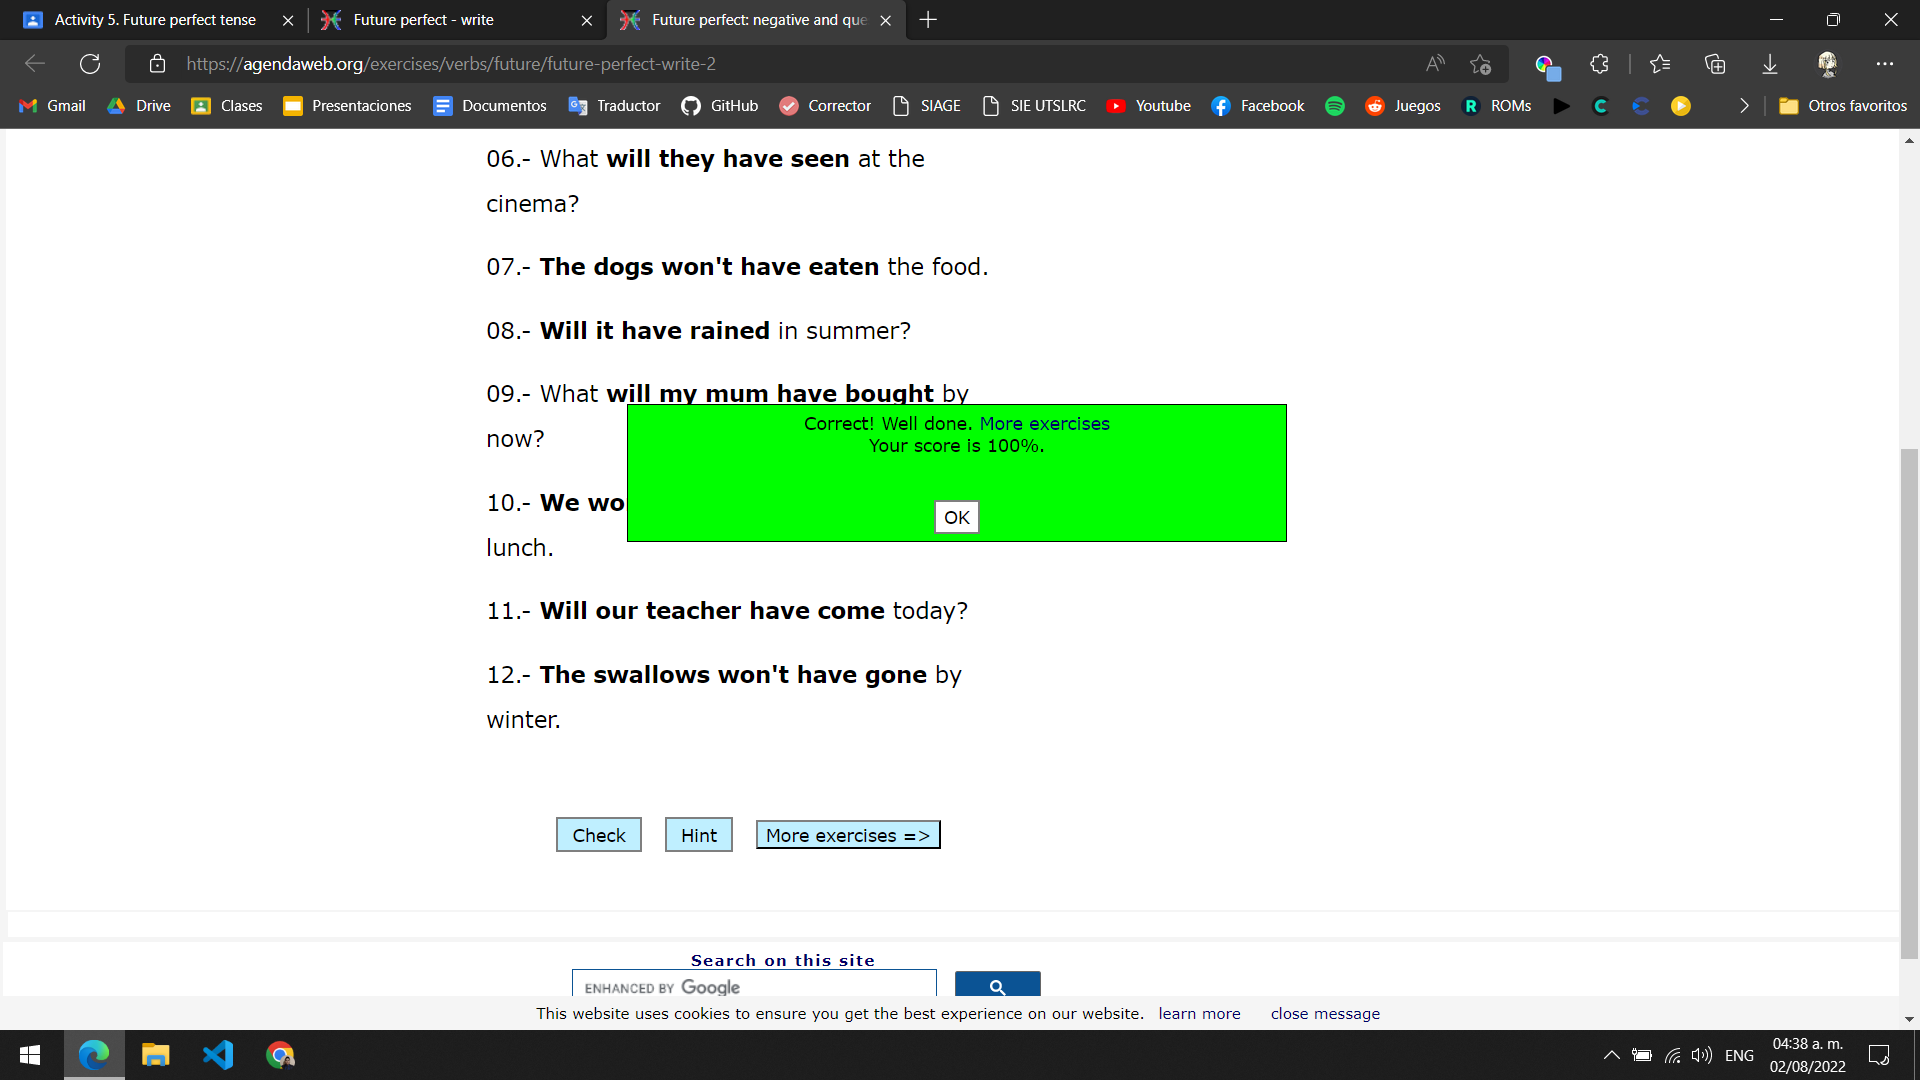 Activity 5. Future perfect tense
Future perfect - write
Future perfect: negative and que
https://agendaweb.org/exercises/verbs/future/future-perfect-write-2
Gmail Drive Clases Presentaciones Documentos Traductor GitHub Corrector SIAGE SIE UTSLRC Youtube Facebook Juegos ROMs Otros favoritos
06.- What will they have seen at the
cinema?
07.- The dogs won't have eaten the food.
08.- Will it have rained in summer?
09.- What will my mum have bought by
now?
Correct! Well done. More exercises
Your score is 100%.
OK
10.- We wo
lunch.
11.- Will our teacher have come today?
12.- The swallows won't have gone by
winter.
Check Hint More exercises =>
Search on this site
ENHANCED BY Google
This website uses cookies to ensure you get the best experience on our website. learn more close message
ENG
04:38 a. m.
02/08/2022